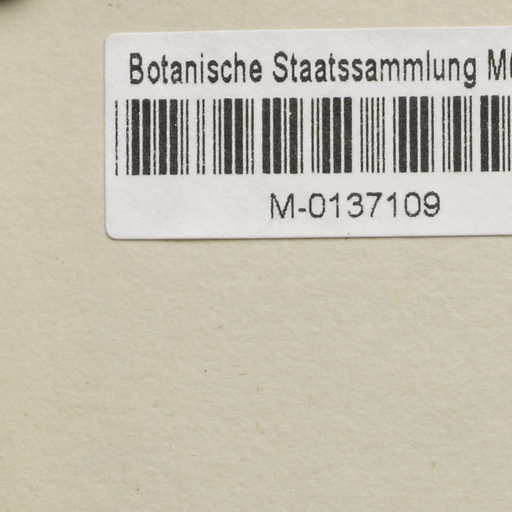 Botanische Staatssammlung
M-0137109